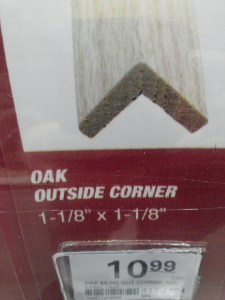 OAK
OUTSIDE CORNER
1-1/8" x 1-1/8"
10 99